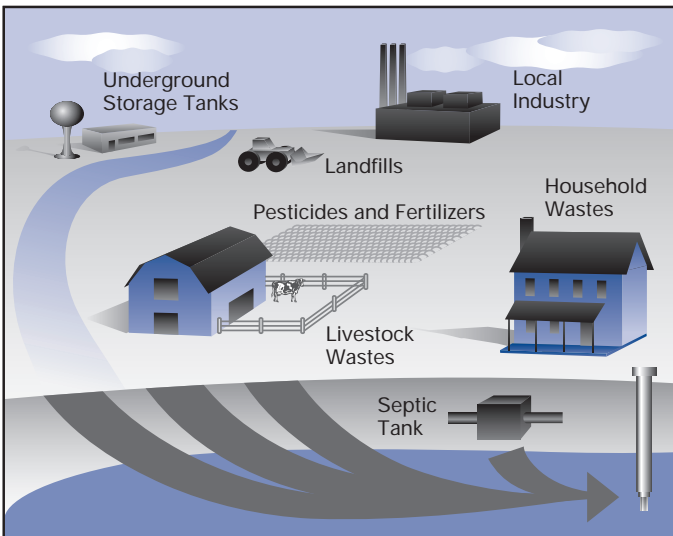 Underground
Storage Tanks
Local
Industry
Landfills
Household
Wastes
Pesticides and Fertilizers
Livestock
Wastes
Septic
Tank